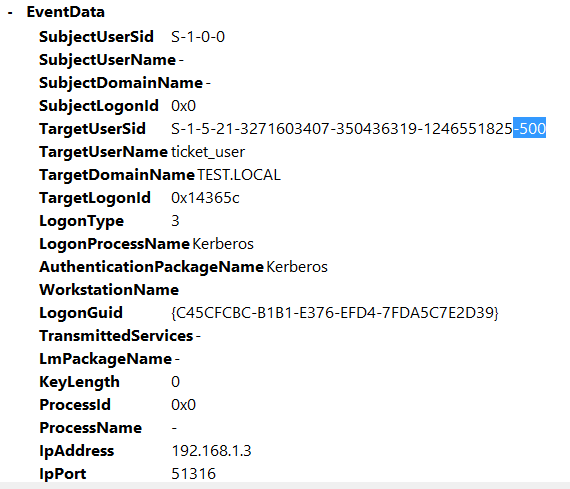 - EventData
SubjectUserSid S-1-0-0
SubjectUserName -
SubjectDomainName -
SubjectLogonId 0x0
TargetUserSid S-1-5-21-3271603407-350436319-1246551825-500
TargetUserName ticket_user
TargetDomainName TEST.LOCAL
TargetLogonId 0x14365c
LogonType 3
LogonProcessName Kerberos
AuthenticationPackageName Kerberos
WorkstationName
LogonGuid {C45CFCBC-B1B1-E376-EFD4-7FDA5C7E2D39}
TransmittedServices -
LmPackageName -
KeyLength 0
ProcessId 0x0
ProcessName -
IpAddress 192.168.1.3
IpPort 51316